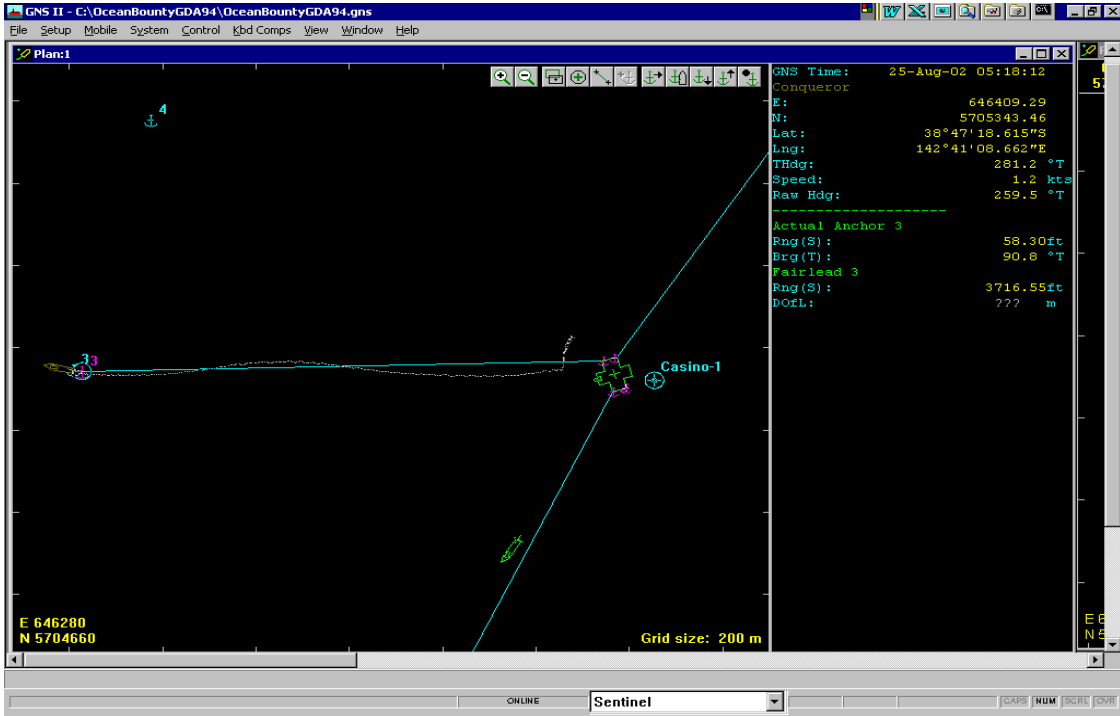 GNS II - C:\OceanBountyGDA94\OceanBountyGDA94.gns
File Setup Mobile System Control Kbd Comps View Window Help
Plan:1
4
33
Casino-1
E 646280
N 5704660
Grid size: 200 m
GNS Time: 25-Aug-02 05:18:12
Conqueror
E: 646409.29
N: 5705343.46
Lat: 38°47'18.615"S
Lng: 142°41'08.662"E
THdg: 281.2 °T
Speed: 1.2 kts
Raw Hdg: 259.5 °T
---------------------
Actual Anchor 3
Rng(S): 58.30ft
Brg(T): 90.8 °T
Fairlead 3
Rng(S): 3716.55ft
DOfL: ??? m
ONLINE Sentinel CAPS NUM SCRL OVR